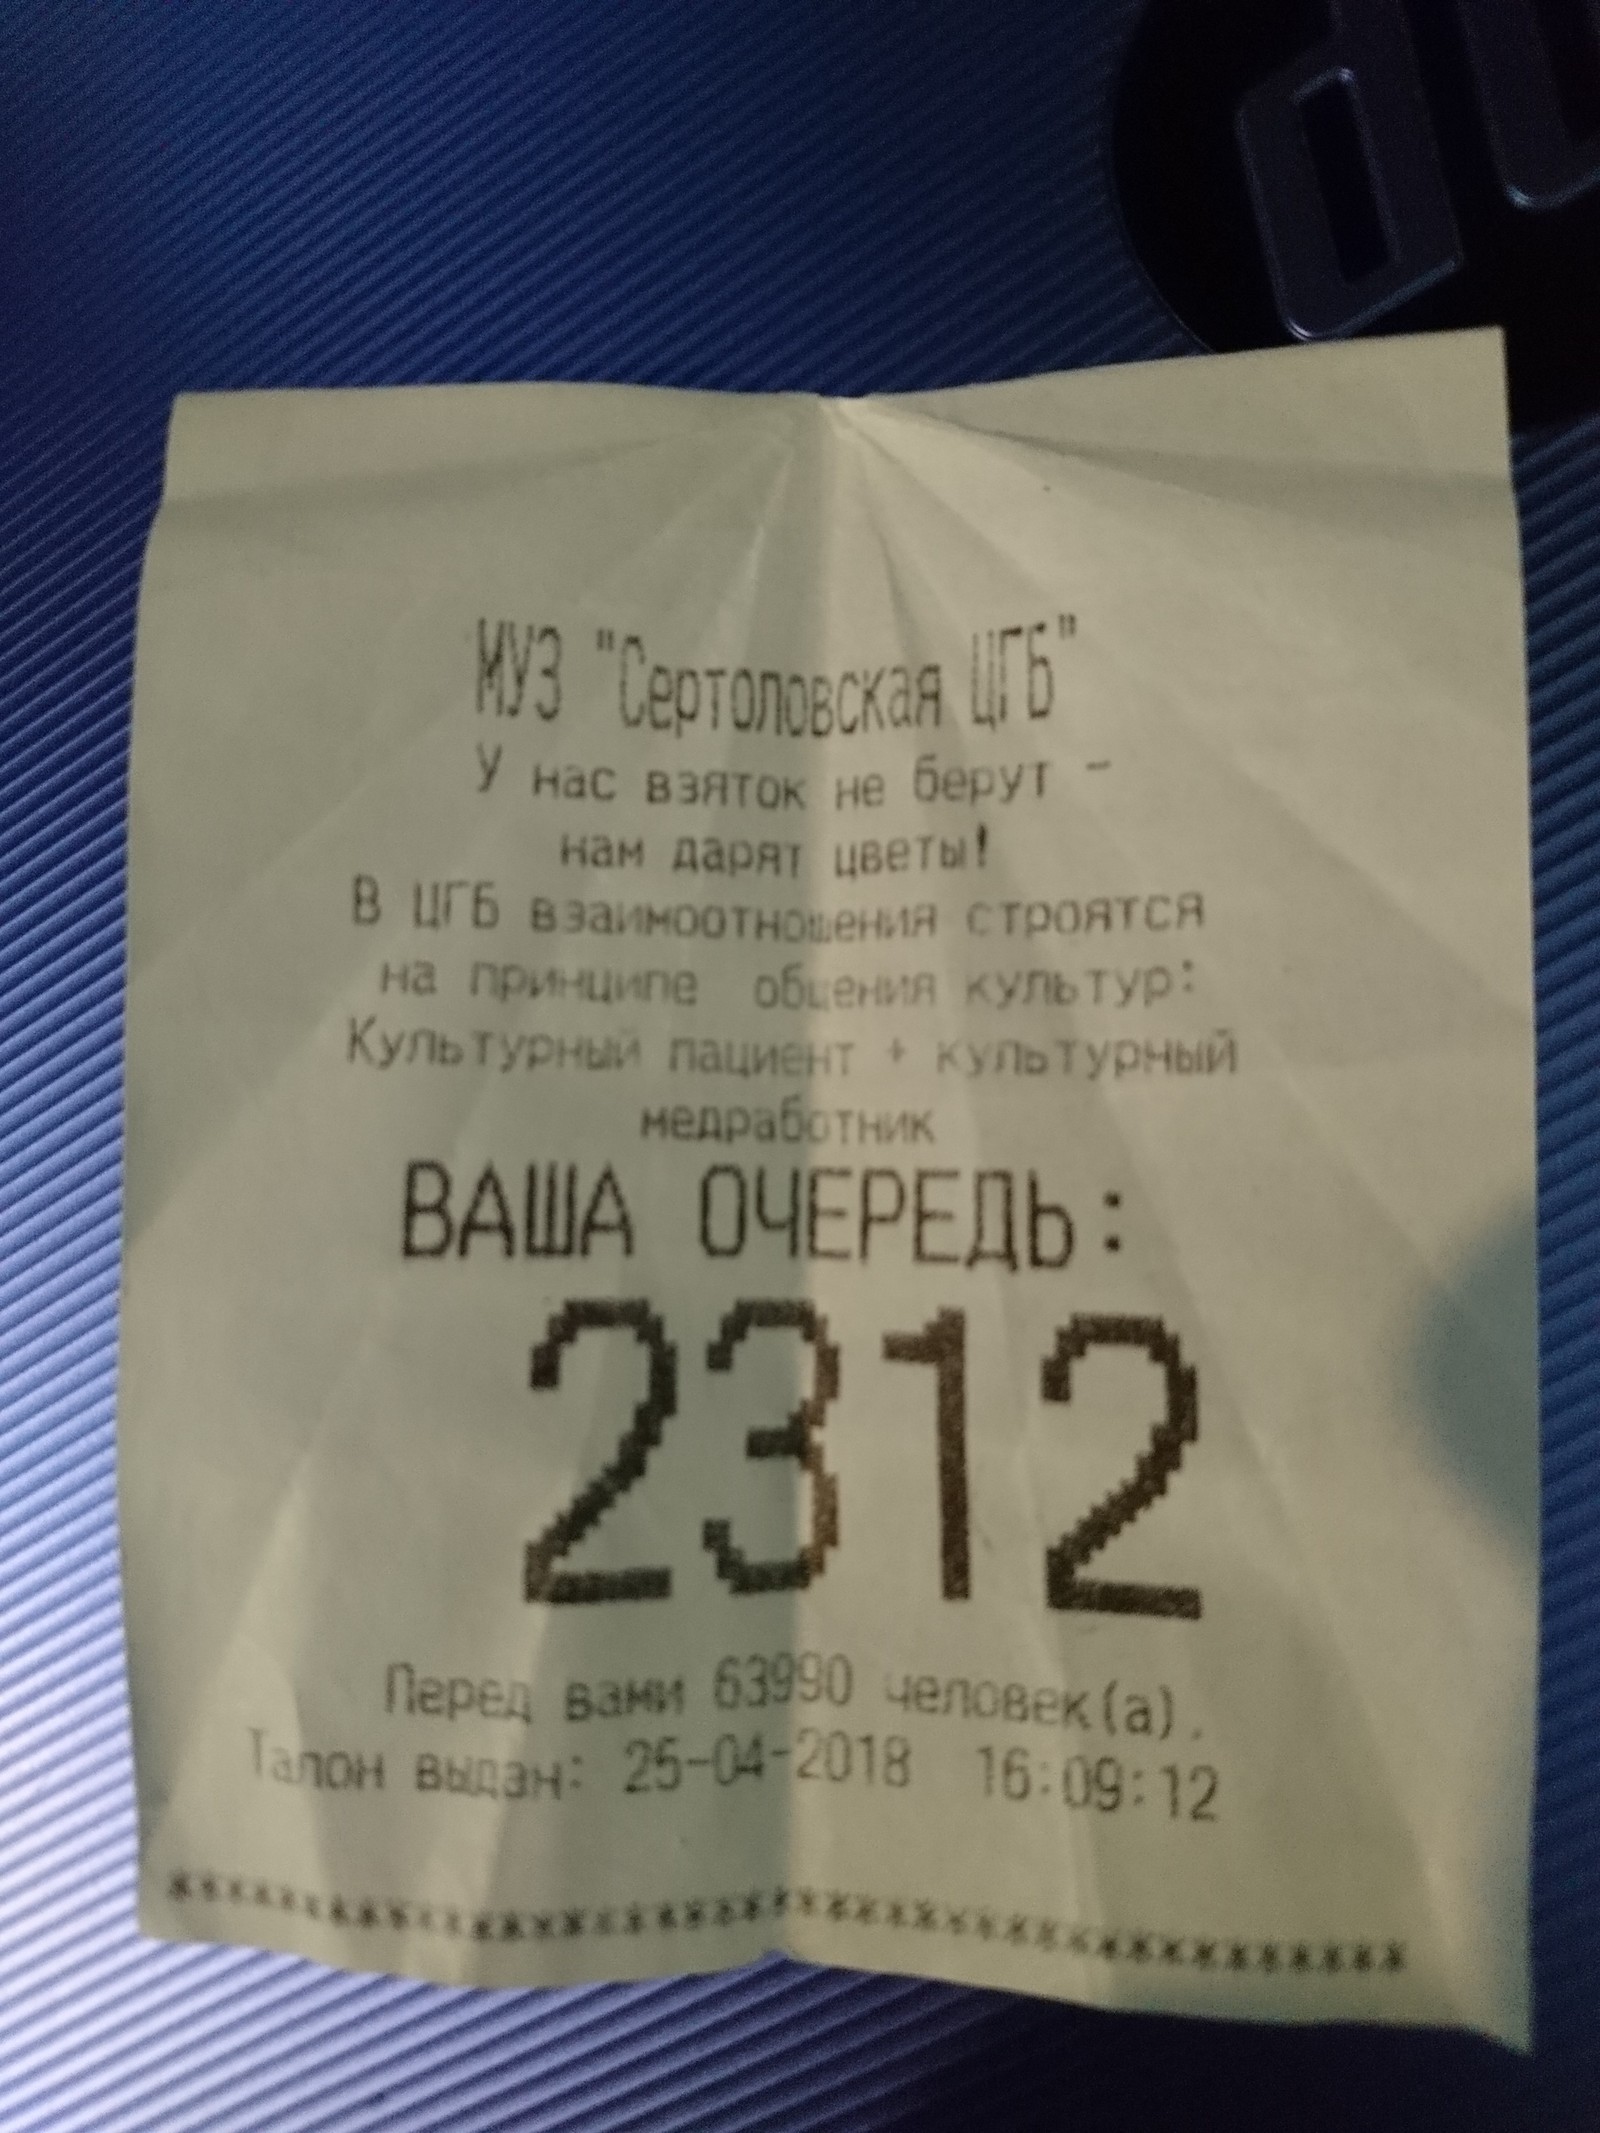 МУЗ "Сертоловская ЦГБ"
У нас взяток не берут -
нам дарят цветы!
В ЦГБ взаимоотношения строятся
на принципе общения культур:
Культурный пациент + культурный
медработник
ВАША ОЧЕРЕДЬ:
2312
Перед вами 63990 человек(а).
Талон выдан: 25-04-2018 16:09:12
****************************************